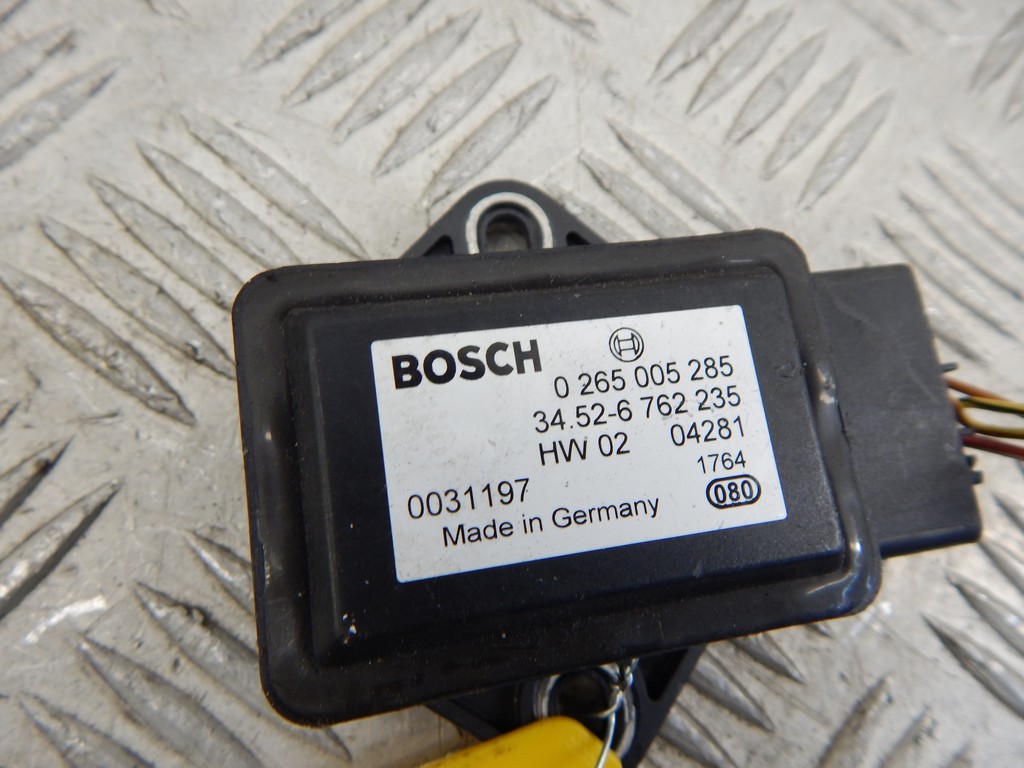 BOSCH
0 265 005 285
34.52-6 762 235
HW 02 04281
1764
0031197
080
Made in Germany